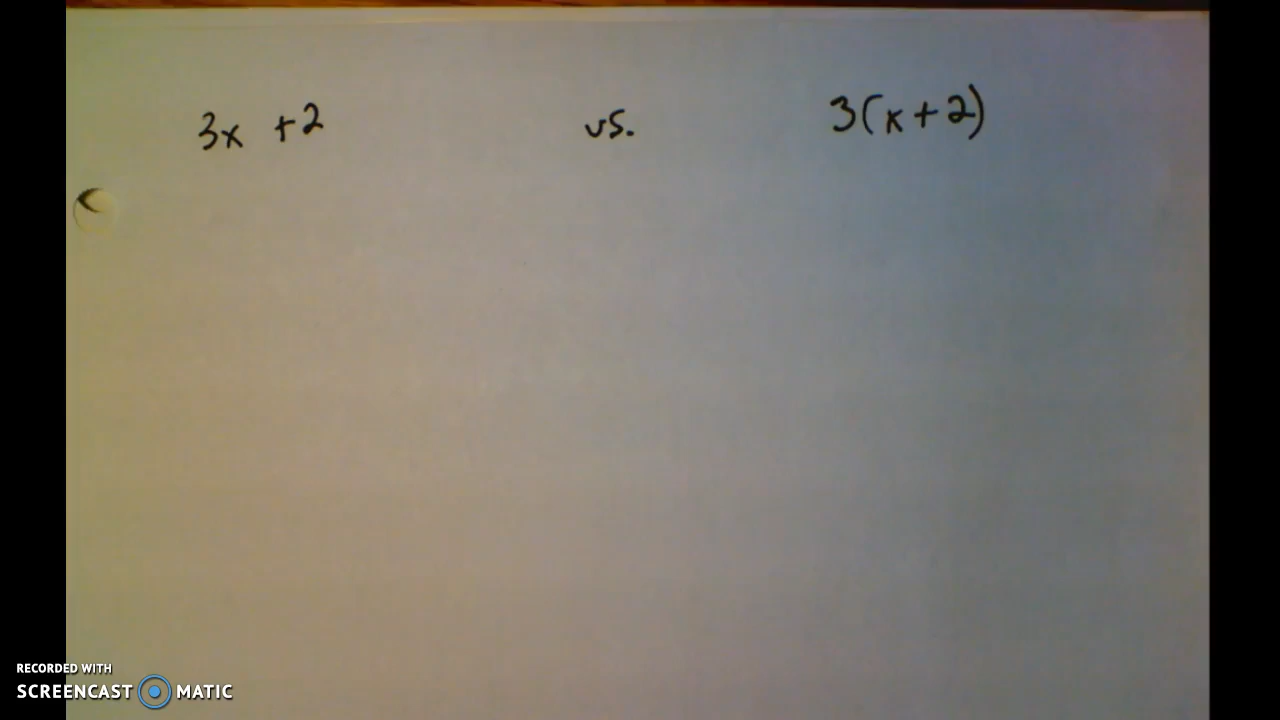 3x +2 vs. 3(x+2)
RECORDED WITH
SCREENCAST MATIC